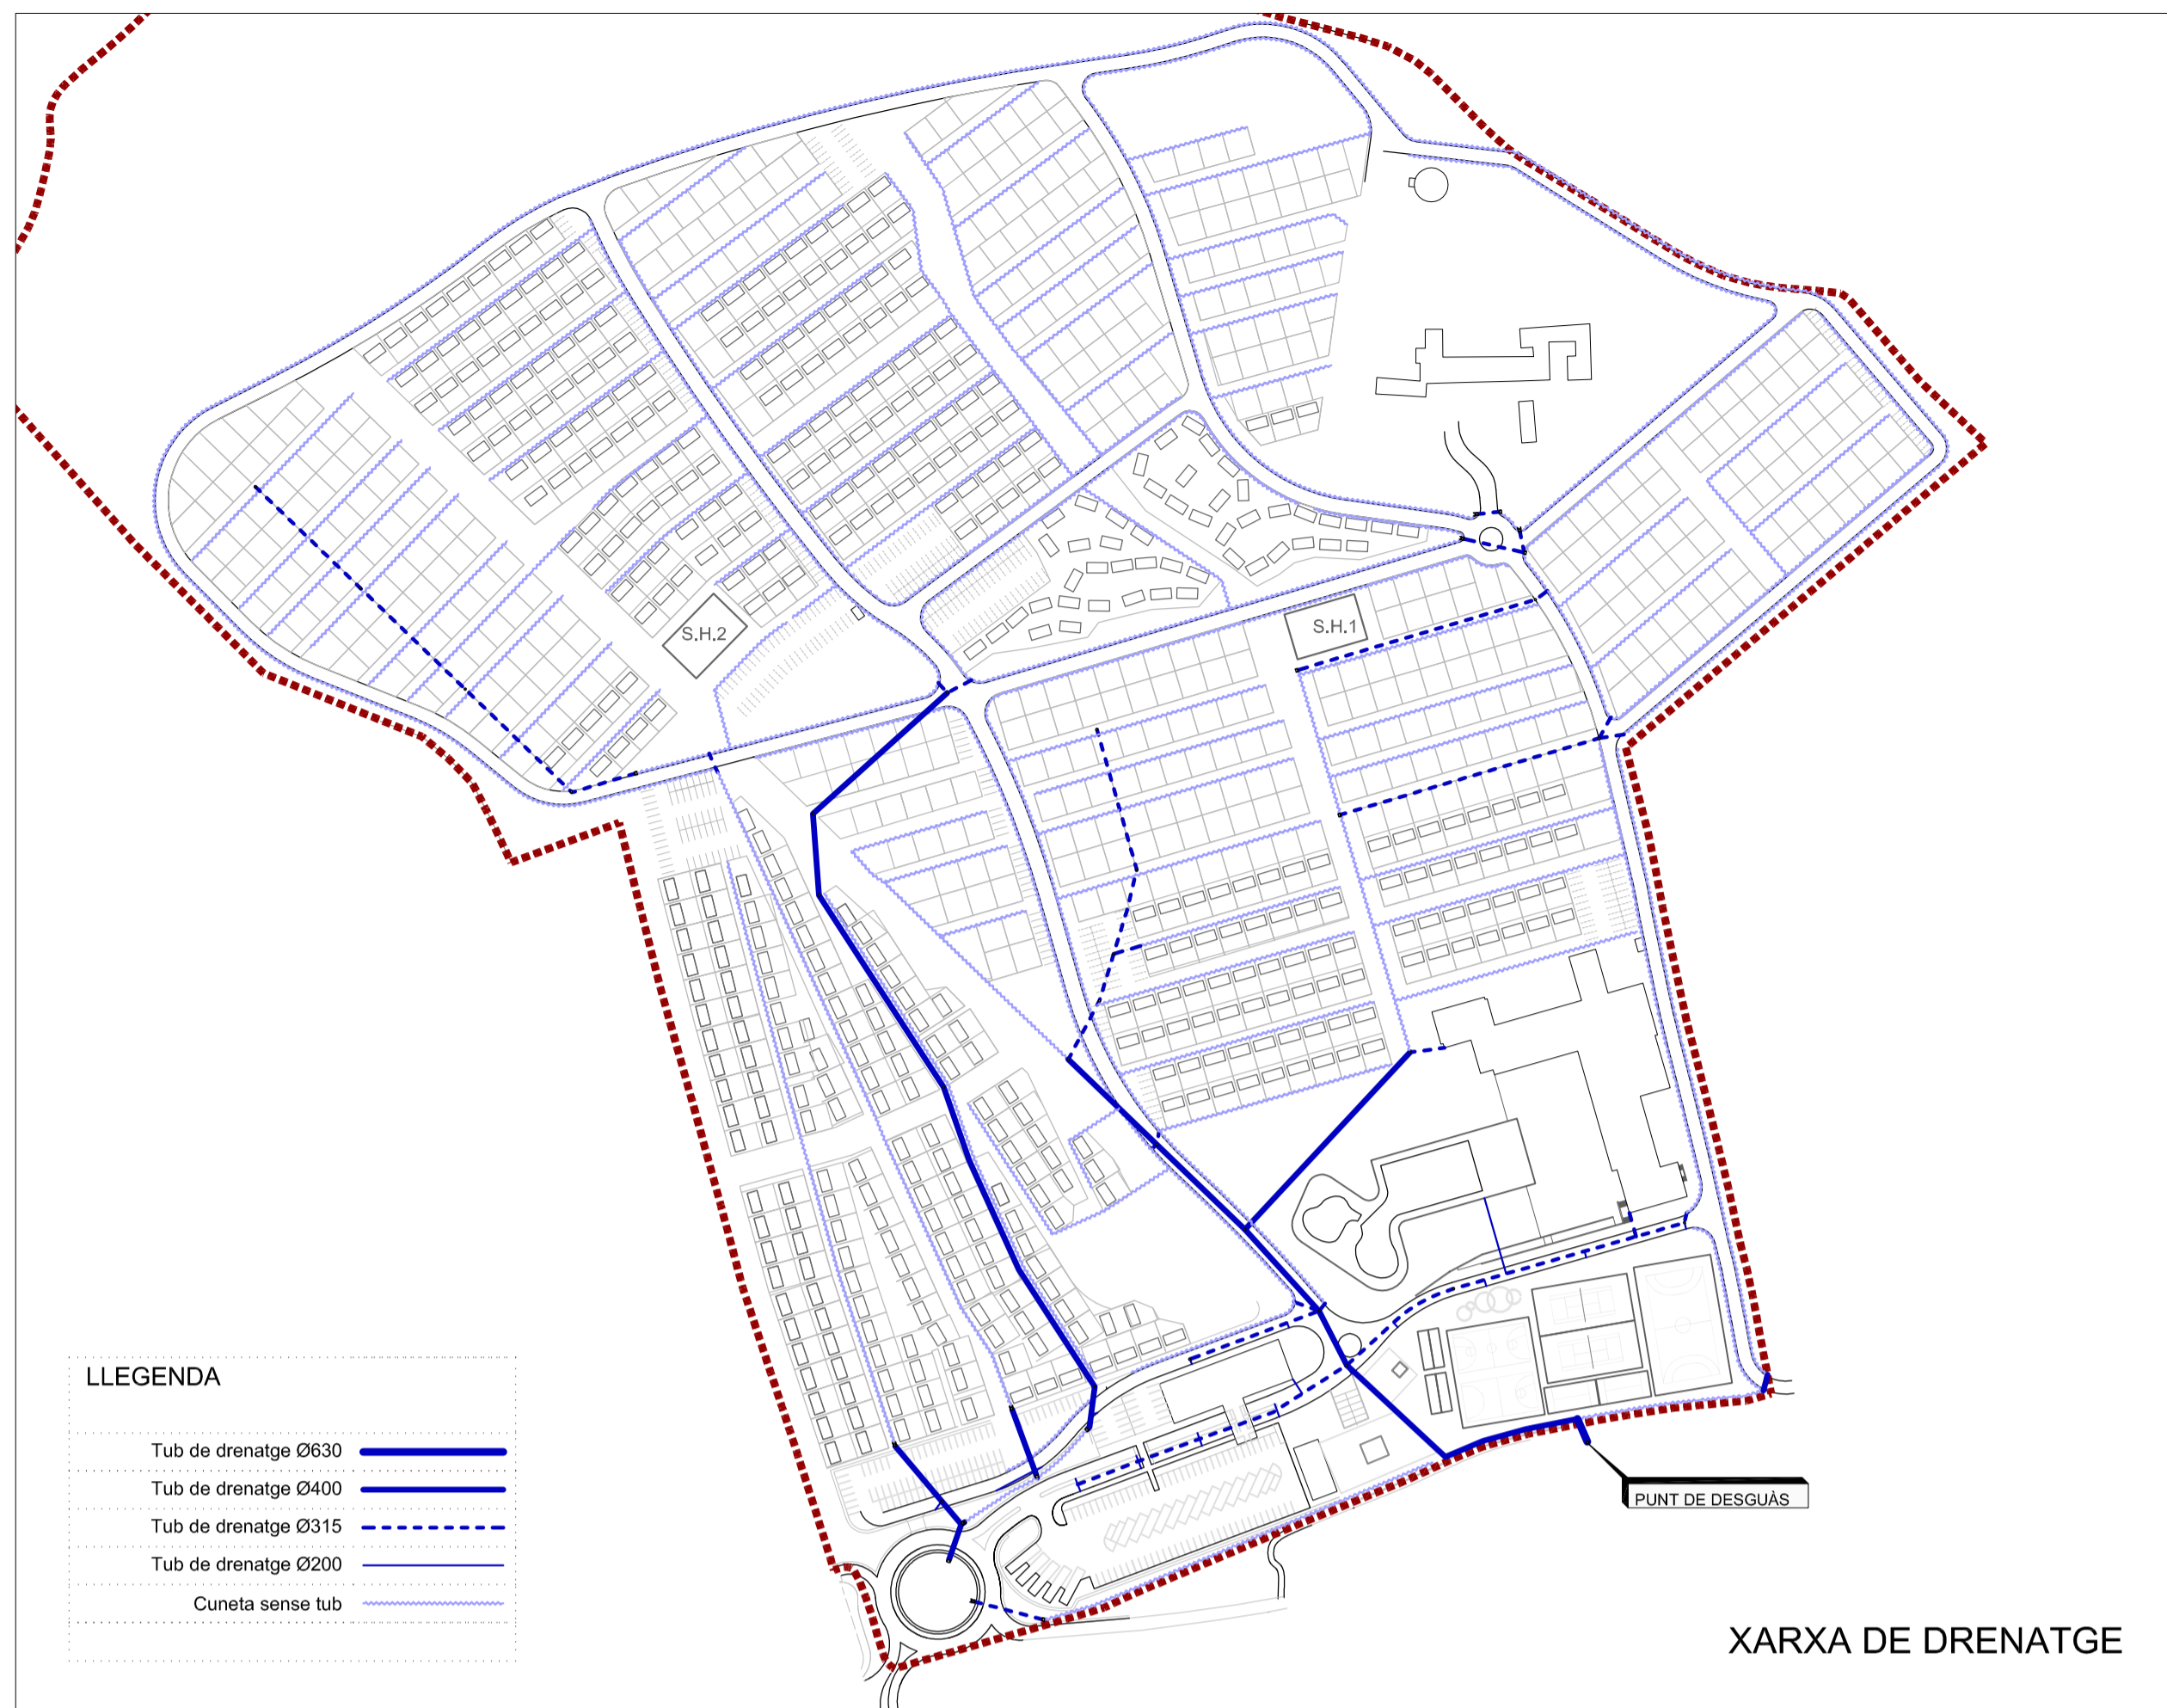 S.H.2
S.H.1
LLEGENDA
Tub de drenatge Ø630
Tub de drenatge Ø400
Tub de drenatge Ø315
Tub de drenatge Ø200
Cuneta sense tub
PUNT DE DESGUÀS
XARXA DE DRENATGE